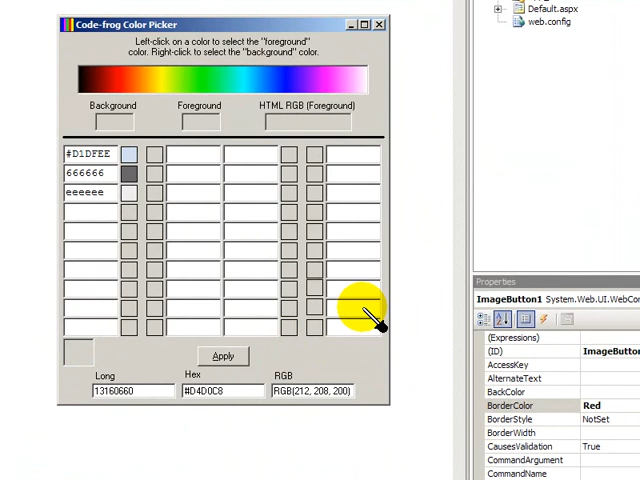 Code-frog Color Picker
Left-click on a color to select the "foreground"
color. Right-click to select the "background" color.
Background
Foreground
HTML RGB (Foreground)
#D1DFEE
666666
eeeeee
Apply
Long
Hex
RGB
13160660
#D4D0C8
RGB(212, 208, 200)
Default.aspx
web.config
Properties
ImageButton1 System.Web.UI.WebCon
(Expressions)
(ID) ImageButton
AccessKey
AlternateText
BackColor
BorderColor Red
BorderStyle NotSet
BorderWidth
CausesValidation True
CommandArgument
CommandName